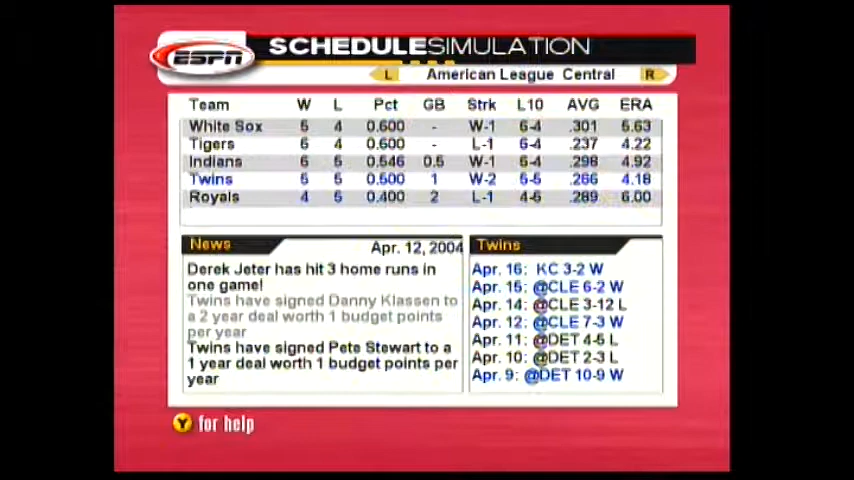 ESPN
SCHEDULESIMULATION
L American League Central R
Team W L Pct GB Strk L10 AVG ERA
White Sox 6 4 0.600 - W-1 6-4 .301 5.63
Tigers 6 4 0.600 - L-1 6-4 .237 4.22
Indians 6 5 0.546 0.5 W-1 6-4 .298 4.92
Twins 5 5 0.500 1 W-2 5-5 .266 4.18
Royals 4 5 0.400 2 L-1 4-5 .289 6.00
News
Apr. 12, 2004
Derek Jeter has hit 3 home runs in
one game!
Twins have signed Danny Klassen to
a 2 year deal worth 1 budget points
per year
Twins have signed Pete Stewart to a
1 year deal worth 1 budget points per
year
Twins
Apr. 16: KC 3-2 W
Apr. 15: @CLE 6-2 W
Apr. 14: @CLE 3-12 L
Apr. 12: @CLE 7-3 W
Apr. 11: @DET 4-5 L
Apr. 10: @DET 2-3 L
Apr. 9: @DET 10-9 W
Y for help